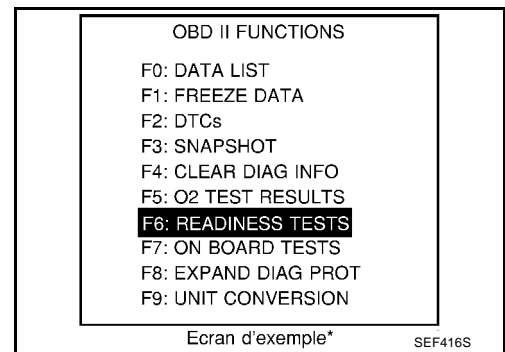 OBD II FUNCTIONS
F0: DATA LIST
F1: FREEZE DATA
F2: DTCs
F3: SNAPSHOT
F4: CLEAR DIAG INFO
F5: O2 TEST RESULTS
F6: READINESS TESTS
F7: ON BOARD TESTS
F8: EXPAND DIAG PROT
F9: UNIT CONVERSION
Ecran d'exemple*
SEF416S